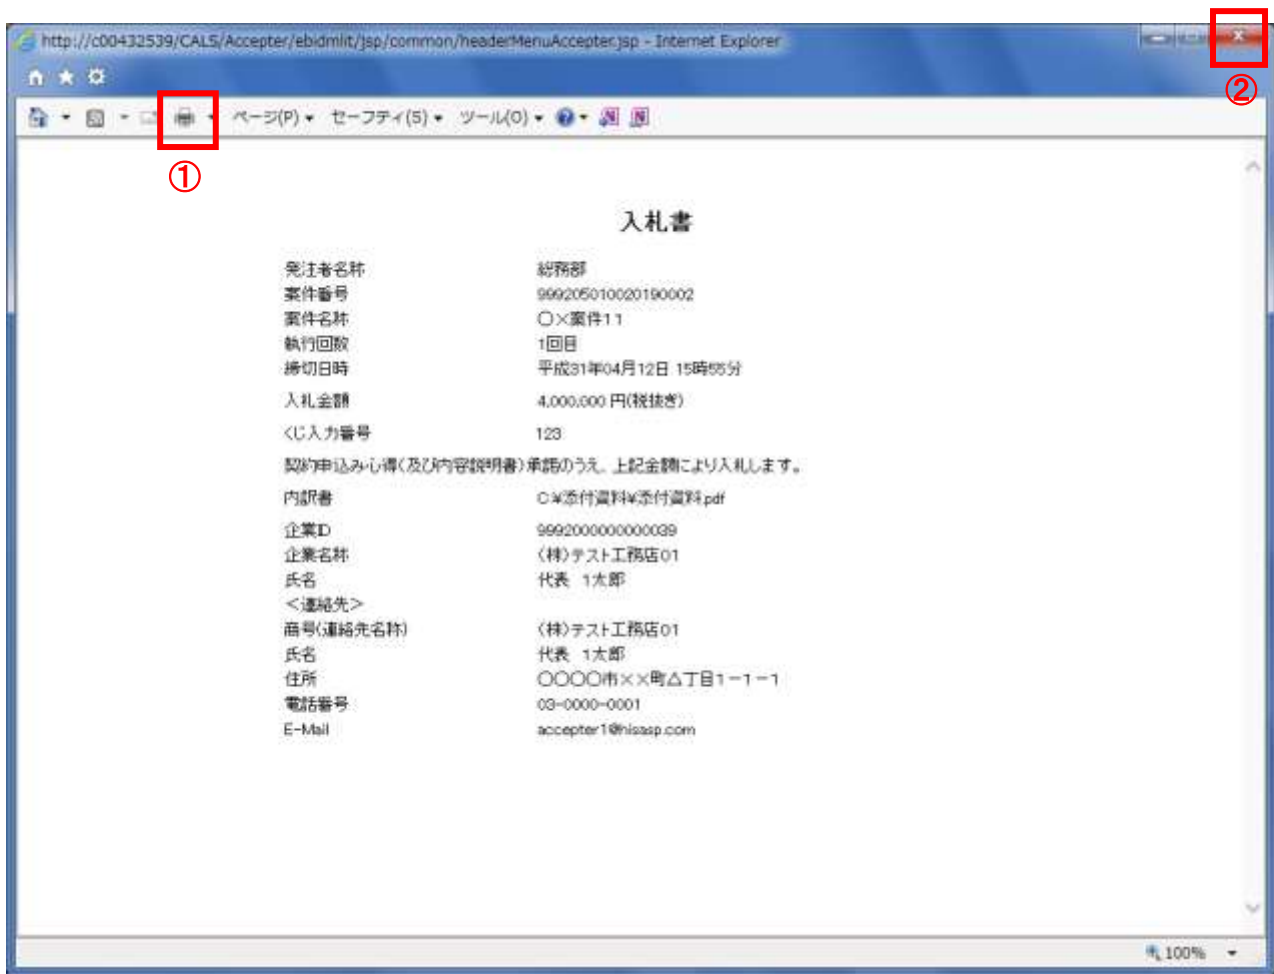 http://c00432539/CALS/Accepter/ebidmlit/jsp/common/headerMenuAccepter.jsp - Internet Explorer
②
ページ(P) セーフティ(S) ツール(O)
①
入札書
発注者名称 総務部
案件番号 999205010020190002
案件名称 〇×案件11
執行回数 1回目
締切日時 平成31年04月12日 15時55分
入札金額 4,000,000 円(税抜き)
くじ入力番号 123
契約申込み心得(及び内容説明書)承諾のうえ、上記金額により入札します。
内訳書 C:¥添付資料¥添付資料.pdf
企業ID 9992000000000039
企業名称 (株)テスト工務店01
氏名 代表 1太郎
<連絡先>
商号(連絡先名称) (株)テスト工務店01
氏名 代表 1太郎
住所 〇〇〇〇市××町△丁目1-1-1
電話番号 03-0000-0001
E-Mail accepter1@hisasp.com
100%